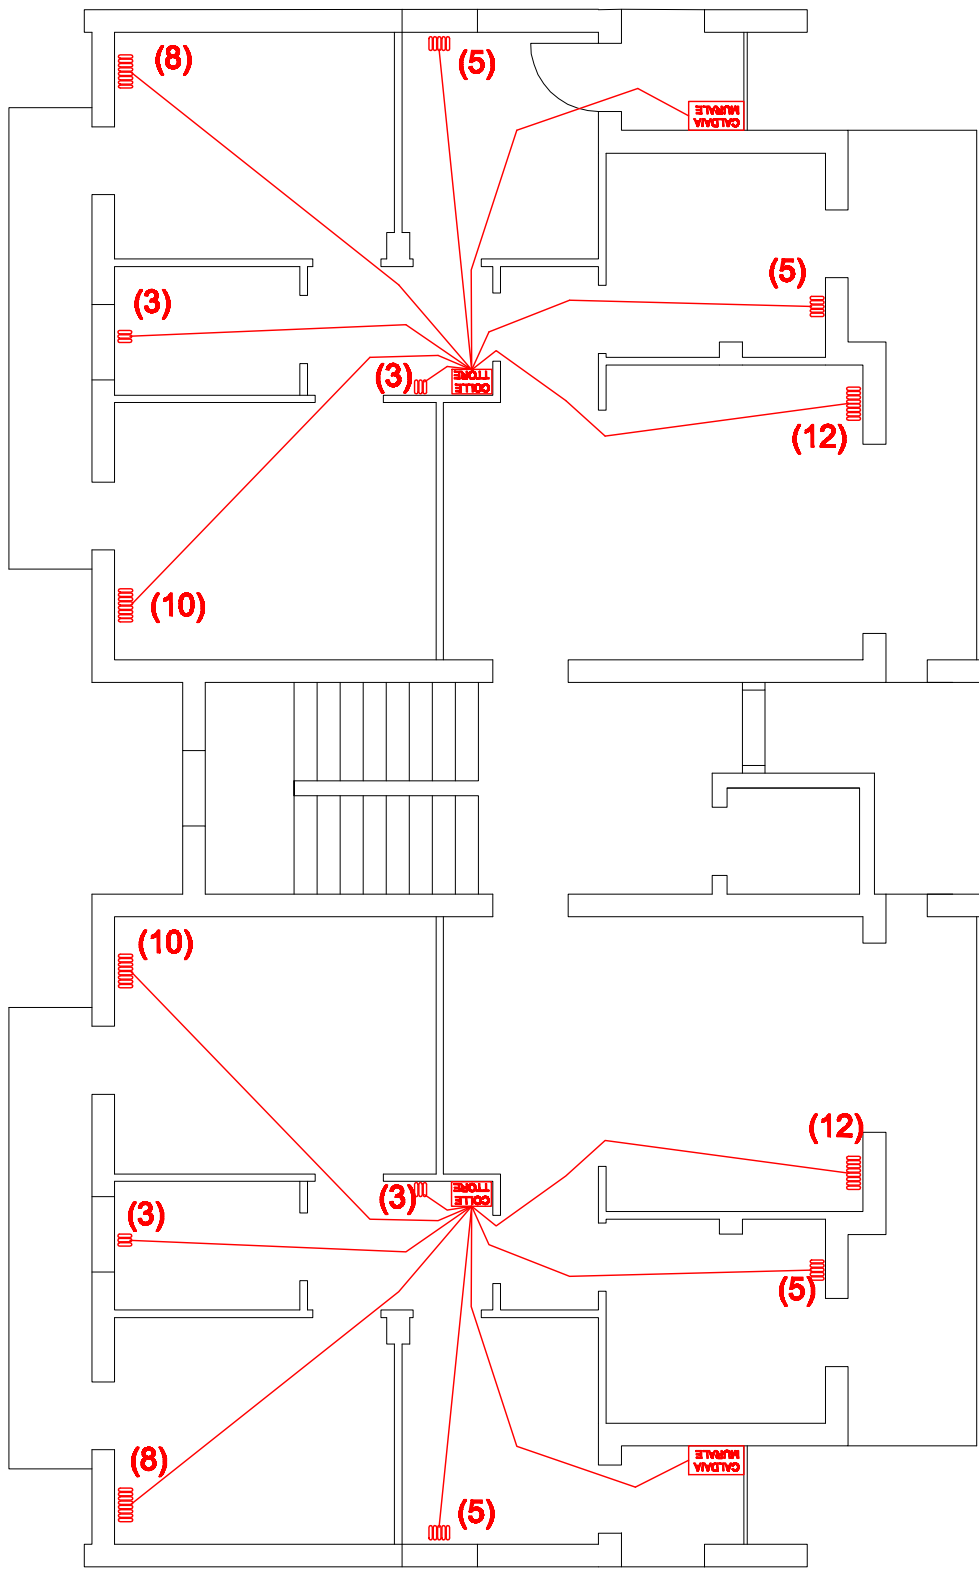 (8)
(5)
CALDAIA
MURALE
(5)
(3)
(3)
COLLE
TTORE
(12)
(10)
(10)
(12)
(3)
COLLE
TTORE
(3)
(5)
(8)
CALDAIA
MURALE
(5)